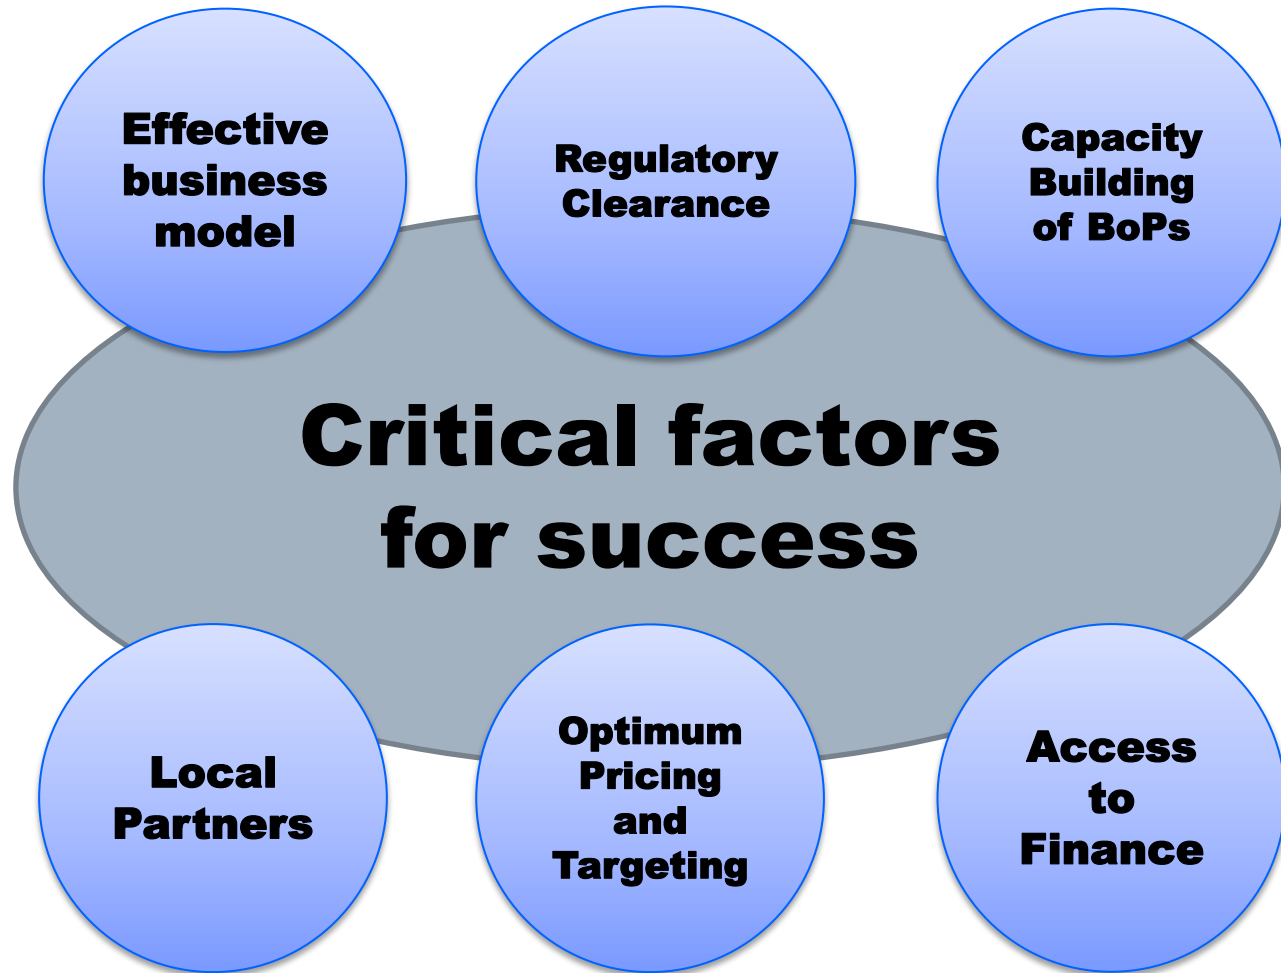 Effective
business
model
Regulatory
Clearance
Capacity
Building
of BoPs
Critical factors
for success
Local
Partners
Optimum
Pricing
and
Targeting
Access
to
Finance